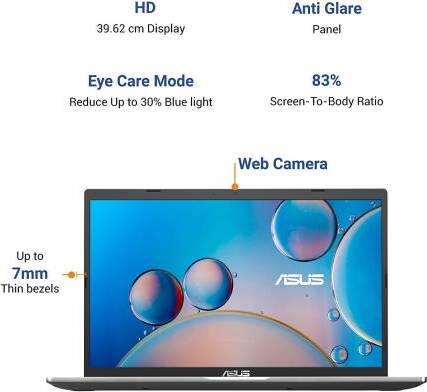 HD
39.62 cm Display
Anti Glare
Panel
Eye Care Mode
Reduce Up to 30% Blue light
83%
Screen-To-Body Ratio
Web Camera
Up to
7mm
Thin bezels
ASUS
ASUS